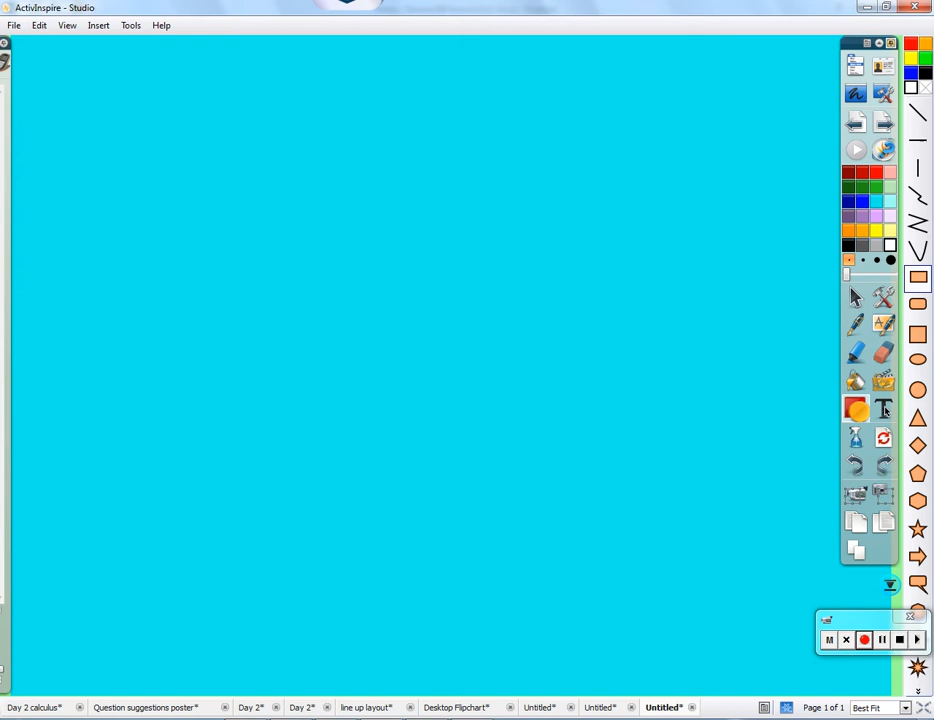 ActivInspire - Studio
File Edit View Insert Tools Help
M
Day 2 calculus* Question suggestions poster* Day 2* Day 2* line up layout* Desktop Flipchart* Untitled* Untitled* Untitled* Page 1 of 1 Best Fit